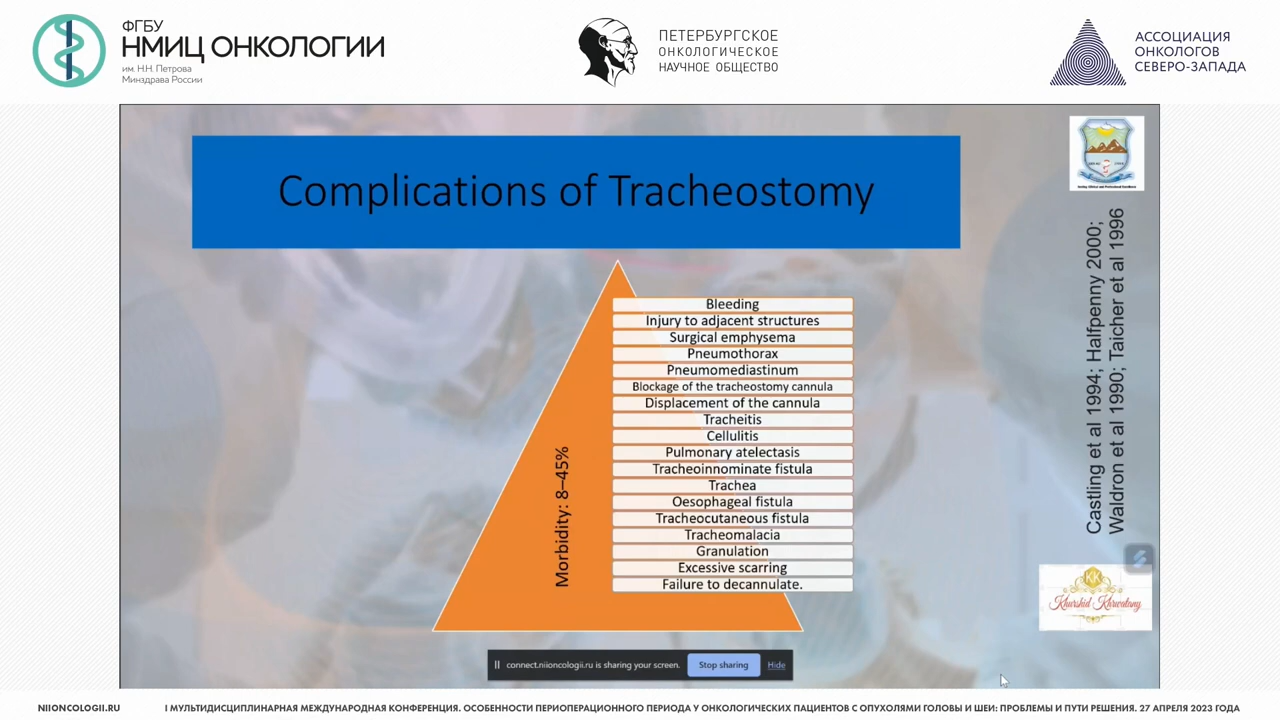 ФГБУ
НМИЦ ОНКОЛОГИИ
им. Н.Н. Петрова
Минздрава России
ПЕТЕРБУРГСКОЕ
ОНКОЛОГИЧЕСКОЕ
НАУЧНОЕ ОБЩЕСТВО
АССОЦИАЦИЯ
ОНКОЛОГОВ
СЕВЕРО-ЗАПАДА
Complications of Tracheostomy
Morbidity: 8–45%
Bleeding
Injury to adjacent structures
Surgical emphysema
Pneumothorax
Pneumomediastinum
Blockage of the tracheostomy cannula
Displacement of the cannula
Tracheitis
Cellulitis
Pulmonary atelectasis
Tracheoinnominate fistula
Trachea
Oesophageal fistula
Tracheocutaneous fistula
Tracheomalacia
Granulation
Excessive scarring
Failure to decannulate.
Castling et al 1994; Halfpenny 2000;
Waldron et al 1990; Taicher et al 1996
KK
Khurshid Khrwatany
connect.niioncologii.ru is sharing your screen.
Stop sharing
Hide
NIIONCOLOGII.RU
I МУЛЬТИДИСЦИПЛИНАРНАЯ МЕЖДУНАРОДНАЯ КОНФЕРЕНЦИЯ. ОСОБЕННОСТИ ПЕРИОПЕРАЦИОННОГО ПЕРИОДА У ОНКОЛОГИЧЕСКИХ ПАЦИЕНТОВ С ОПУХОЛЯМИ ГОЛОВЫ И ШЕИ: ПРОБЛЕМЫ И ПУТИ РЕШЕНИЯ. 27 АПРЕЛЯ 2023 ГОДА